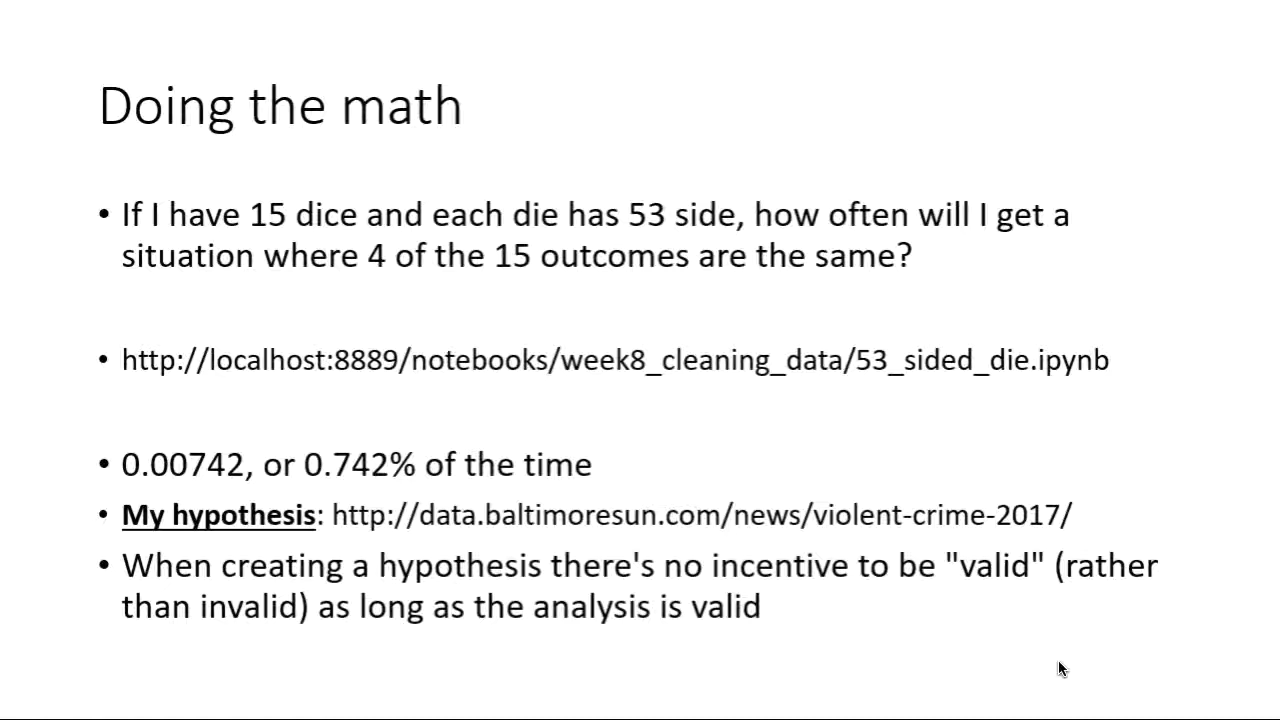 Doing the math
• If I have 15 dice and each die has 53 side, how often will I get a
situation where 4 of the 15 outcomes are the same?
• http://localhost:8889/notebooks/week8_cleaning_data/53_sided_die.ipynb
• 0.00742, or 0.742% of the time
• My hypothesis: http://data.baltimoresun.com/news/violent-crime-2017/
• When creating a hypothesis there's no incentive to be "valid" (rather
than invalid) as long as the analysis is valid